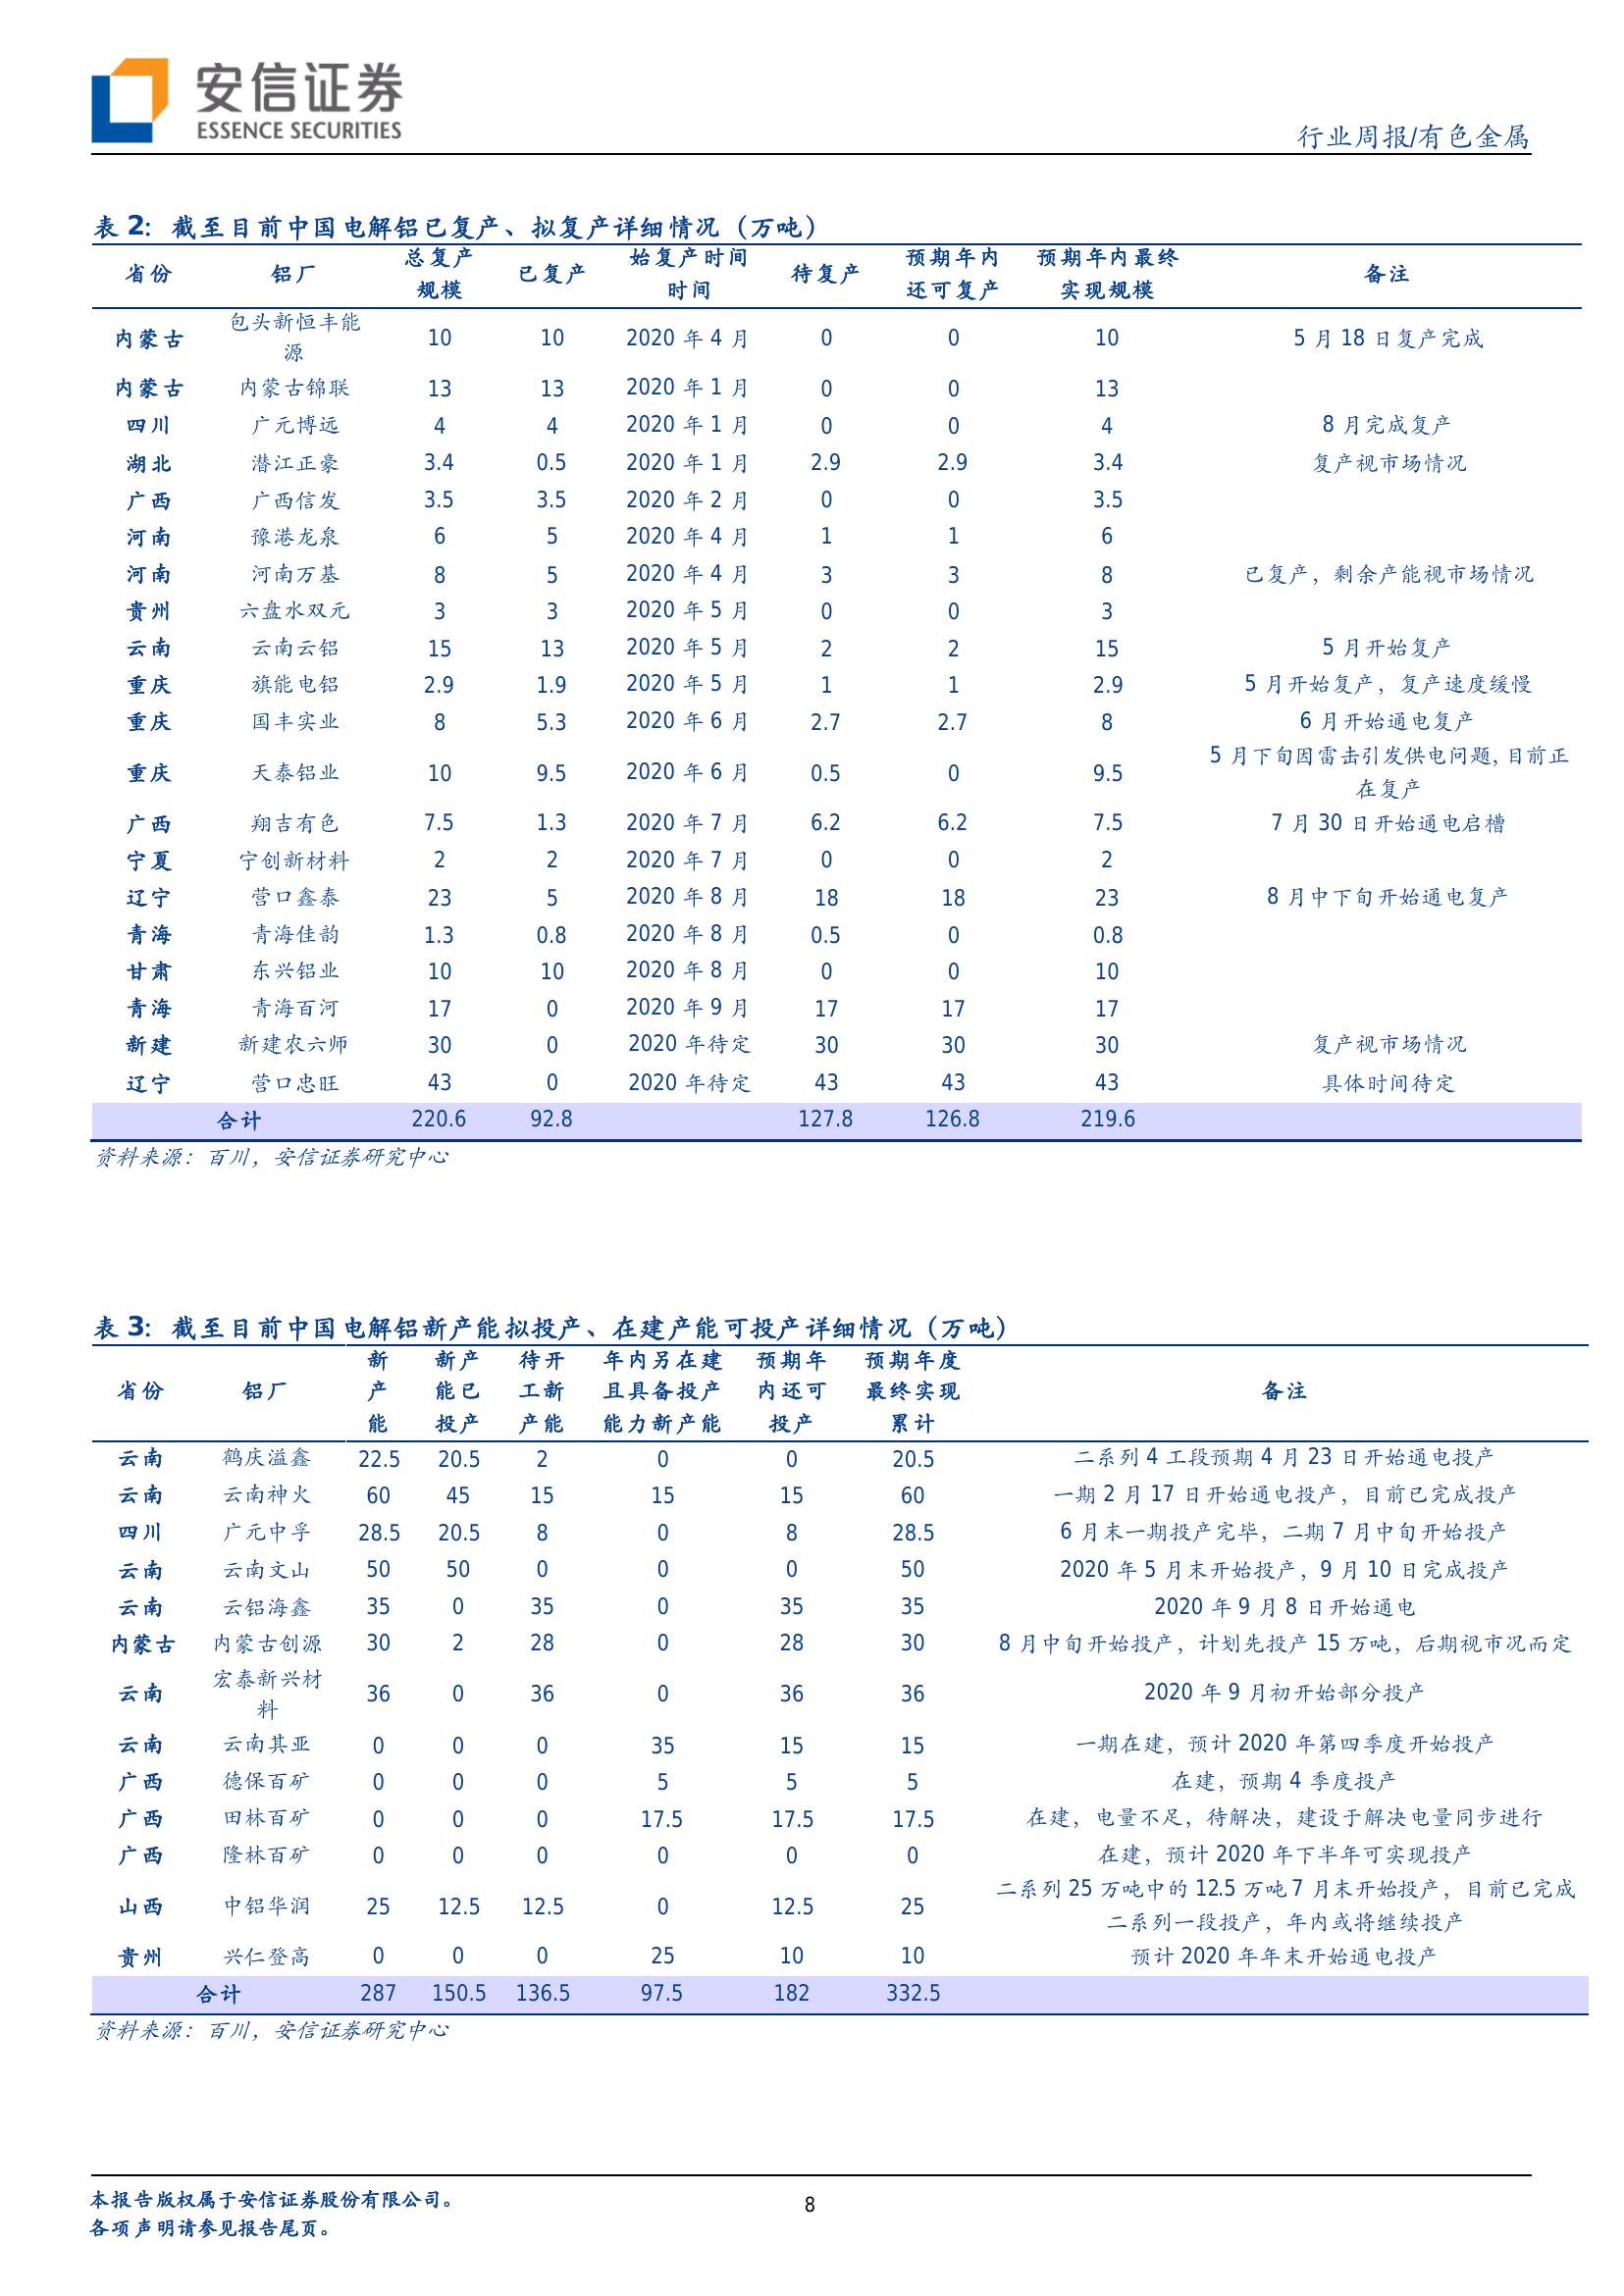 安信证券
ESSENCE SECURITIES
行业周报/有色金属
表 2：截至目前中国电解铝已复产、拟复产详细情况（万吨）
省份 铝厂 总复产规模 已复产 始复产时间时间 待复产 预期年内还可复产 预期年内最终实现规模 备注
内蒙古 包头新恒丰能源 10 10 2020 年 4 月 0 0 10 5 月 18 日复产完成
内蒙古 内蒙古锦联 13 13 2020 年 1 月 0 0 13
四川 广元博远 4 4 2020 年 1 月 0 0 4 8 月完成复产
湖北 潜江正豪 3.4 0.5 2020 年 1 月 2.9 2.9 3.4 复产视市场情况
广西 广西信发 3.5 3.5 2020 年 2 月 0 0 3.5
河南 豫港龙泉 6 5 2020 年 4 月 1 1 6
河南 河南万基 8 5 2020 年 4 月 3 3 8 已复产，剩余产能视市场情况
贵州 六盘水双元 3 3 2020 年 5 月 0 0 3
云南 云南云铝 15 13 2020 年 5 月 2 2 15 5 月开始复产
重庆 旗能电铝 2.9 1.9 2020 年 5 月 1 1 2.9 5 月开始复产，复产速度缓慢
重庆 国丰实业 8 5.3 2020 年 6 月 2.7 2.7 8 6 月开始通电复产
重庆 天泰铝业 10 9.5 2020 年 6 月 0.5 0 9.5 5 月下旬因雷击引发供电问题,目前正在复产
广西 翔吉有色 7.5 1.3 2020 年 7 月 6.2 6.2 7.5 7 月 30 日开始通电启槽
宁夏 宁创新材料 2 2 2020 年 7 月 0 0 2
辽宁 营口鑫泰 23 5 2020 年 8 月 18 18 23 8 月中下旬开始通电复产
青海 青海佳韵 1.3 0.8 2020 年 8 月 0.5 0 0.8
甘肃 东兴铝业 10 10 2020 年 8 月 0 0 10
青海 青海百河 17 0 2020 年 9 月 17 17 17
新建 新建农六师 30 0 2020 年待定 30 30 30 复产视市场情况
辽宁 营口忠旺 43 0 2020 年待定 43 43 43 具体时间待定
合计 220.6 92.8 127.8 126.8 219.6
资料来源：百川，安信证券研究中心
表 3：截至目前中国电解铝新产能拟投产、在建产能可投产详细情况（万吨）
省份 铝厂 新产能 新产能已投产 待开工新产能 年内另在建且具备投产能力新产能 预期年内还可投产 预期年度最终实现累计 备注
云南 鹤庆溢鑫 22.5 20.5 2 0 0 20.5 二系列 4 工段预期 4 月 23 日开始通电投产
云南 云南神火 60 45 15 15 15 60 一期 2 月 17 日开始通电投产，目前已完成投产
四川 广元中孚 28.5 20.5 8 0 8 28.5 6 月末一期投产完毕，二期 7 月中旬开始投产
云南 云南文山 50 50 0 0 0 50 2020 年 5 月末开始投产，9 月 10 日完成投产
云南 云铝海鑫 35 0 35 0 35 35 2020 年 9 月 8 日开始通电
内蒙古 内蒙古创源 30 2 28 0 28 30 8 月中旬开始投产，计划先投产 15 万吨，后期视市况而定
云南 宏泰新兴材料 36 0 36 0 36 36 2020 年 9 月初开始部分投产
云南 云南其亚 0 0 0 35 15 15 一期在建，预计 2020 年第四季度开始投产
广西 德保百矿 0 0 0 5 5 5 在建，预期 4 季度投产
广西 田林百矿 0 0 0 17.5 17.5 17.5 在建，电量不足，待解决，建设于解决电量同步进行
广西 隆林百矿 0 0 0 0 0 0 在建，预计 2020 年下半年可实现投产
山西 中铝华润 25 12.5 12.5 0 12.5 25 二系列 25 万吨中的 12.5 万吨 7 月末开始投产，目前已完成二系列一段投产，年内或将继续投产
贵州 兴仁登高 0 0 0 25 10 10 预计 2020 年年末开始通电投产
合计 287 150.5 136.5 97.5 182 332.5
资料来源：百川，安信证券研究中心
本报告版权属于安信证券股份有限公司。
各项声明请参见报告尾页。
8